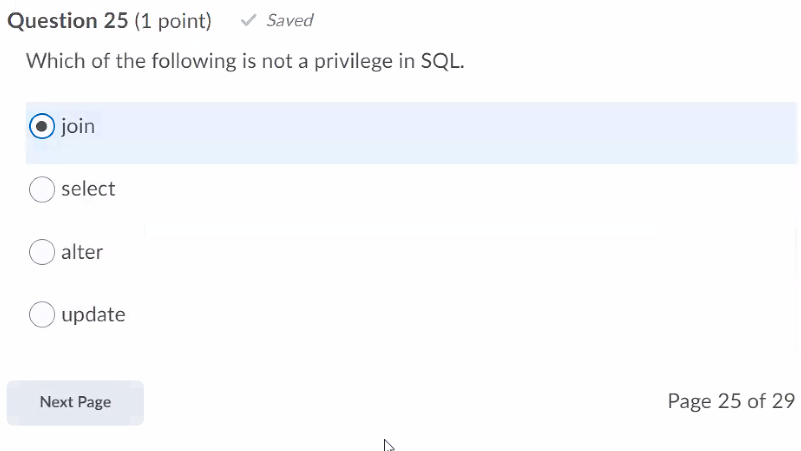 Question 25 (1 point) Saved
Which of the following is not a privilege in SQL.
join
select
alter
update
Next Page Page 25 of 29